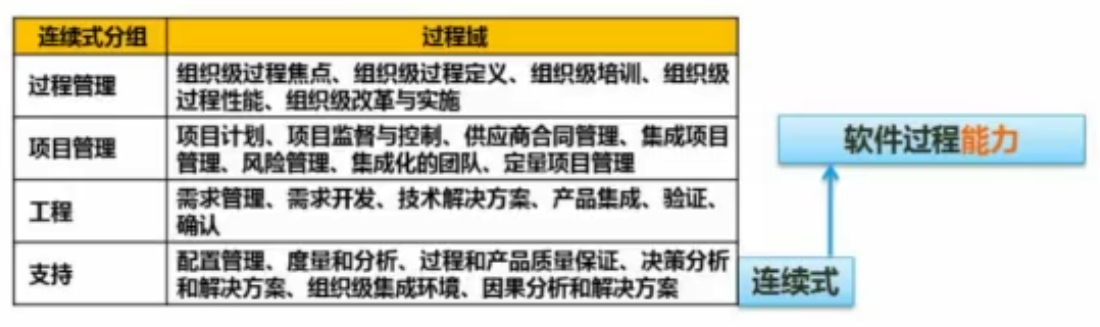 连续式分组
过程域
过程管理
组织级过程焦点、组织级过程定义、组织级培训、组织级
过程性能、组织级改革与实施
项目管理
项目计划、项目监督与控制、供应商合同管理、集成项目
管理、风险管理、集成化的团队、定量项目管理
工程
需求管理、需求开发、技术解决方案、产品集成、验证、
确认
支持
配置管理、度量和分析、过程和产品质量保证、决策分析
和解决方案、组织级集成环境、因果分析和解决方案
软件过程能力
连续式